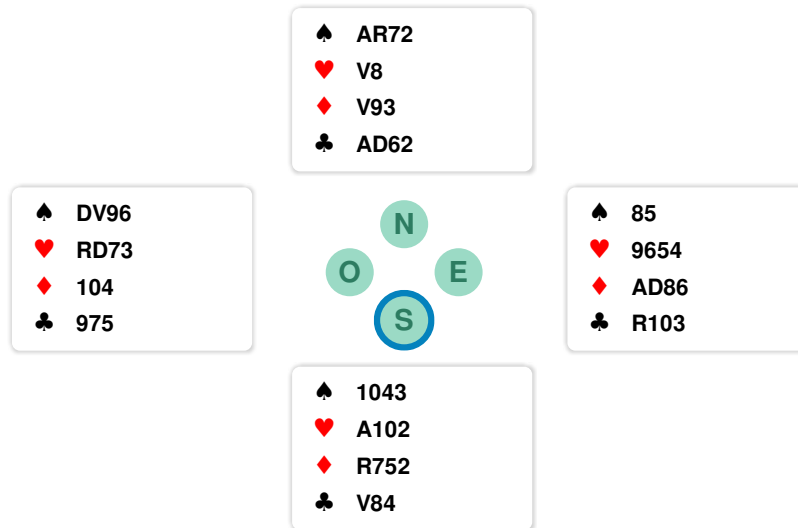 ♠ AR72
♥ V8
♦ V93
♣ AD62
♠ DV96
♥ RD73
♦ 104
♣ 975
N
O E
S
♠ 85
♥ 9654
♦ AD86
♣ R103
♠ 1043
♥ A102
♦ R752
♣ V84